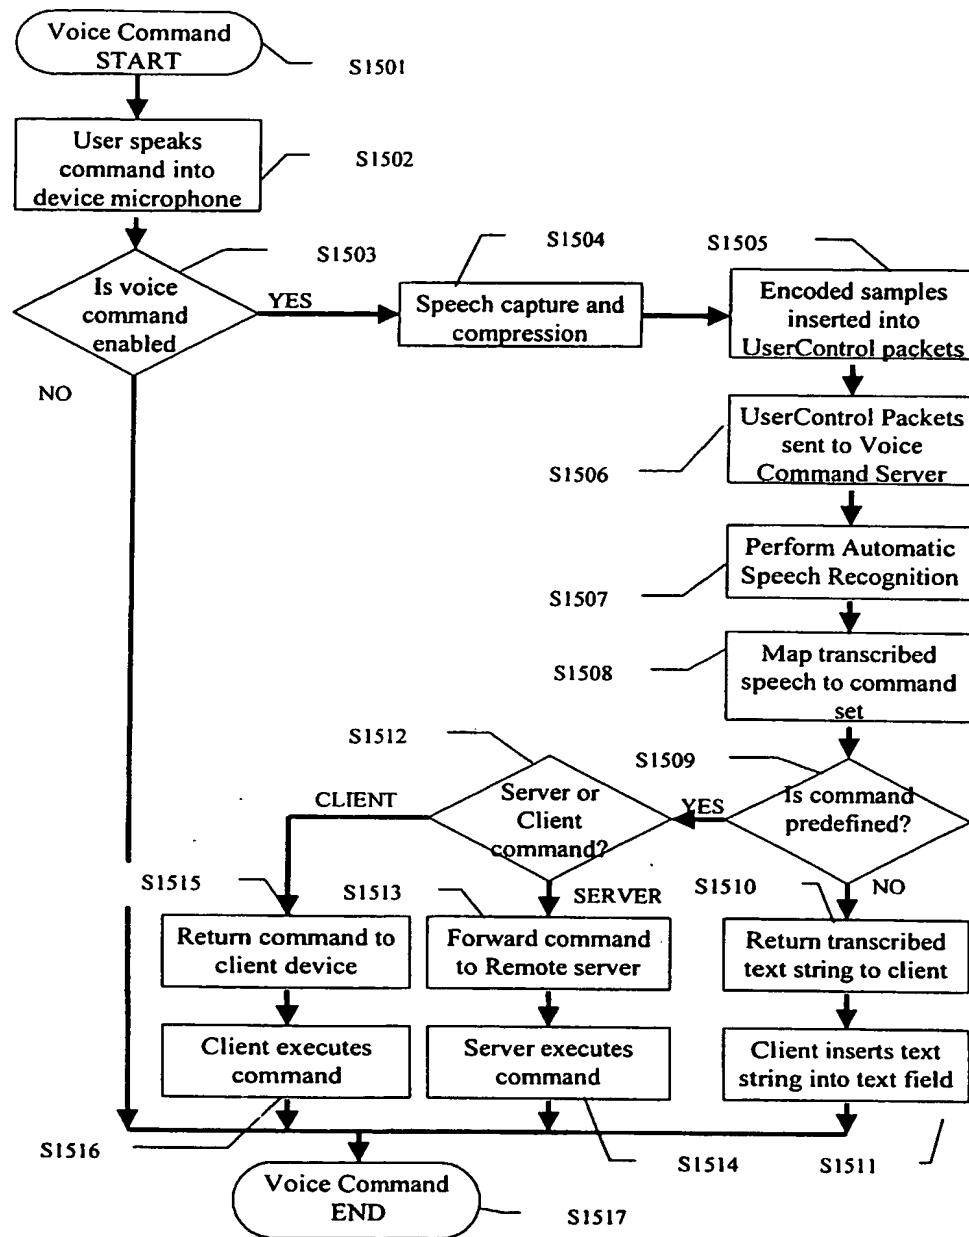 Voice Command
START
S1501
User speaks
command into
device microphone
S1502
Is voice
command
enabled
S1503
YES
NO
Speech capture and
compression
S1504
Encoded samples
inserted into
UserControl packets
S1505
UserControl Packets
sent to Voice
Command Server
S1506
Perform Automatic
Speech Recognition
S1507
Map transcribed
speech to command
set
S1508
Is command
predefined?
S1509
YES
NO
Server or
Client
command?
S1512
CLIENT
SERVER
Return command to
client device
S1515
Forward command
to Remote server
S1513
Return transcribed
text string to client
S1510
Client executes
command
S1516
Server executes
command
S1514
Client inserts text
string into text field
S1511
Voice Command
END
S1517